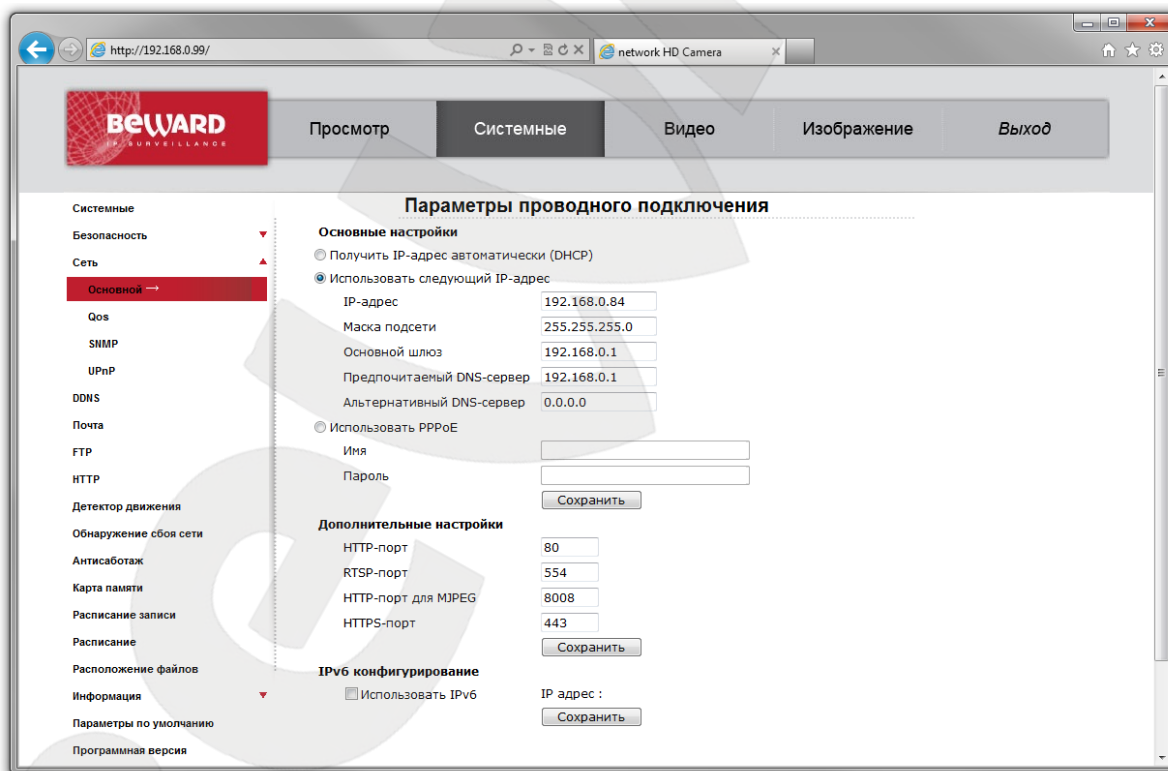 http://192.168.0.99/
network HD Camera
BEWARD
IP SURVEILLANCE
Просмотр
Системные
Видео
Изображение
Выход
Параметры проводного подключения
Системные
Безопасность
Сеть
Основной →
Qos
SNMP
UPnP
DDNS
Почта
FTP
HTTP
Детектор движения
Обнаружение сбоя сети
Антисаботаж
Карта памяти
Расписание записи
Расписание
Расположение файлов
Информация
Параметры по умолчанию
Программная версия
Основные настройки
Получить IP-адрес автоматически (DHCP)
Использовать следующий IP-адрес
IP-адрес 192.168.0.84
Маска подсети 255.255.255.0
Основной шлюз 192.168.0.1
Предпочитаемый DNS-сервер 192.168.0.1
Альтернативный DNS-сервер 0.0.0.0
Использовать PPPoE
Имя
Пароль
Сохранить
Дополнительные настройки
HTTP-порт 80
RTSP-порт 554
HTTP-порт для MJPEG 8008
HTTPS-порт 443
Сохранить
IPv6 конфигурирование
Использовать IPv6 IP адрес :
Сохранить